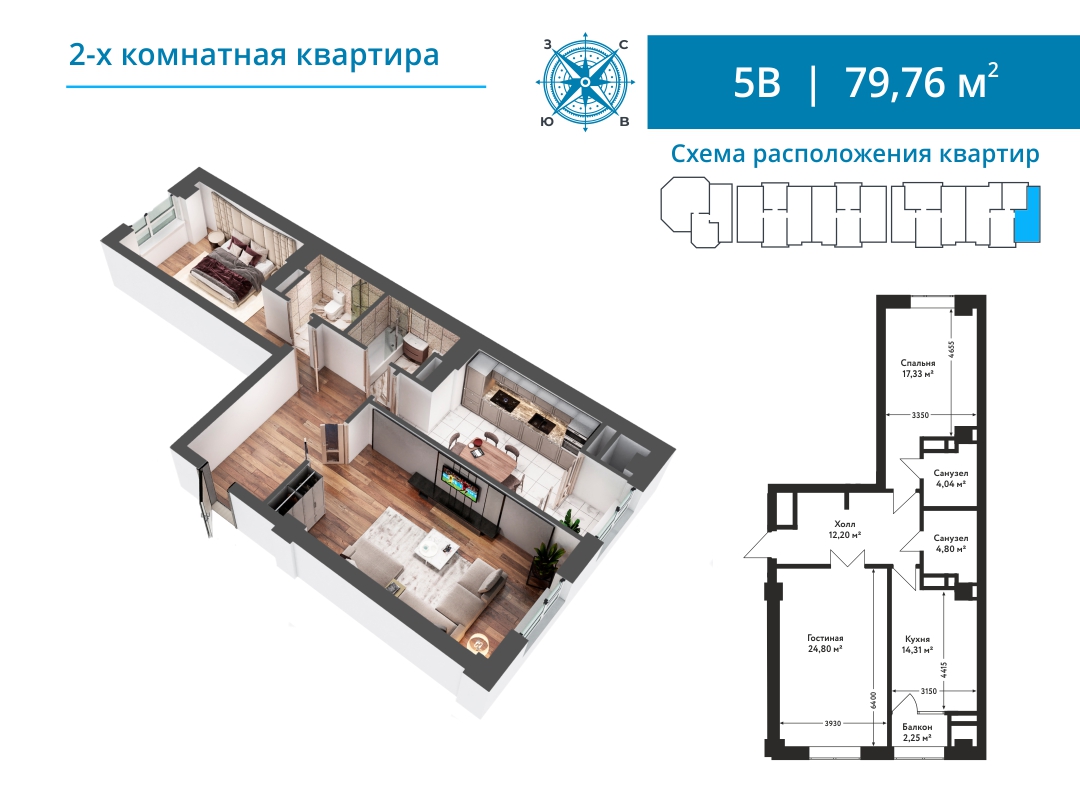 2-х комнатная квартира
З
С
Ю
В
5В | 79,76 м²
Схема расположения квартир
Спальня
17,33 м²
4655
3350
Санузел
4,04 м²
Холл
12,20 м²
Санузел
4,80 м²
Гостиная
24,80 м²
Кухня
14,31 м²
4415
3150
6400
3930
Балкон
2,25 м²